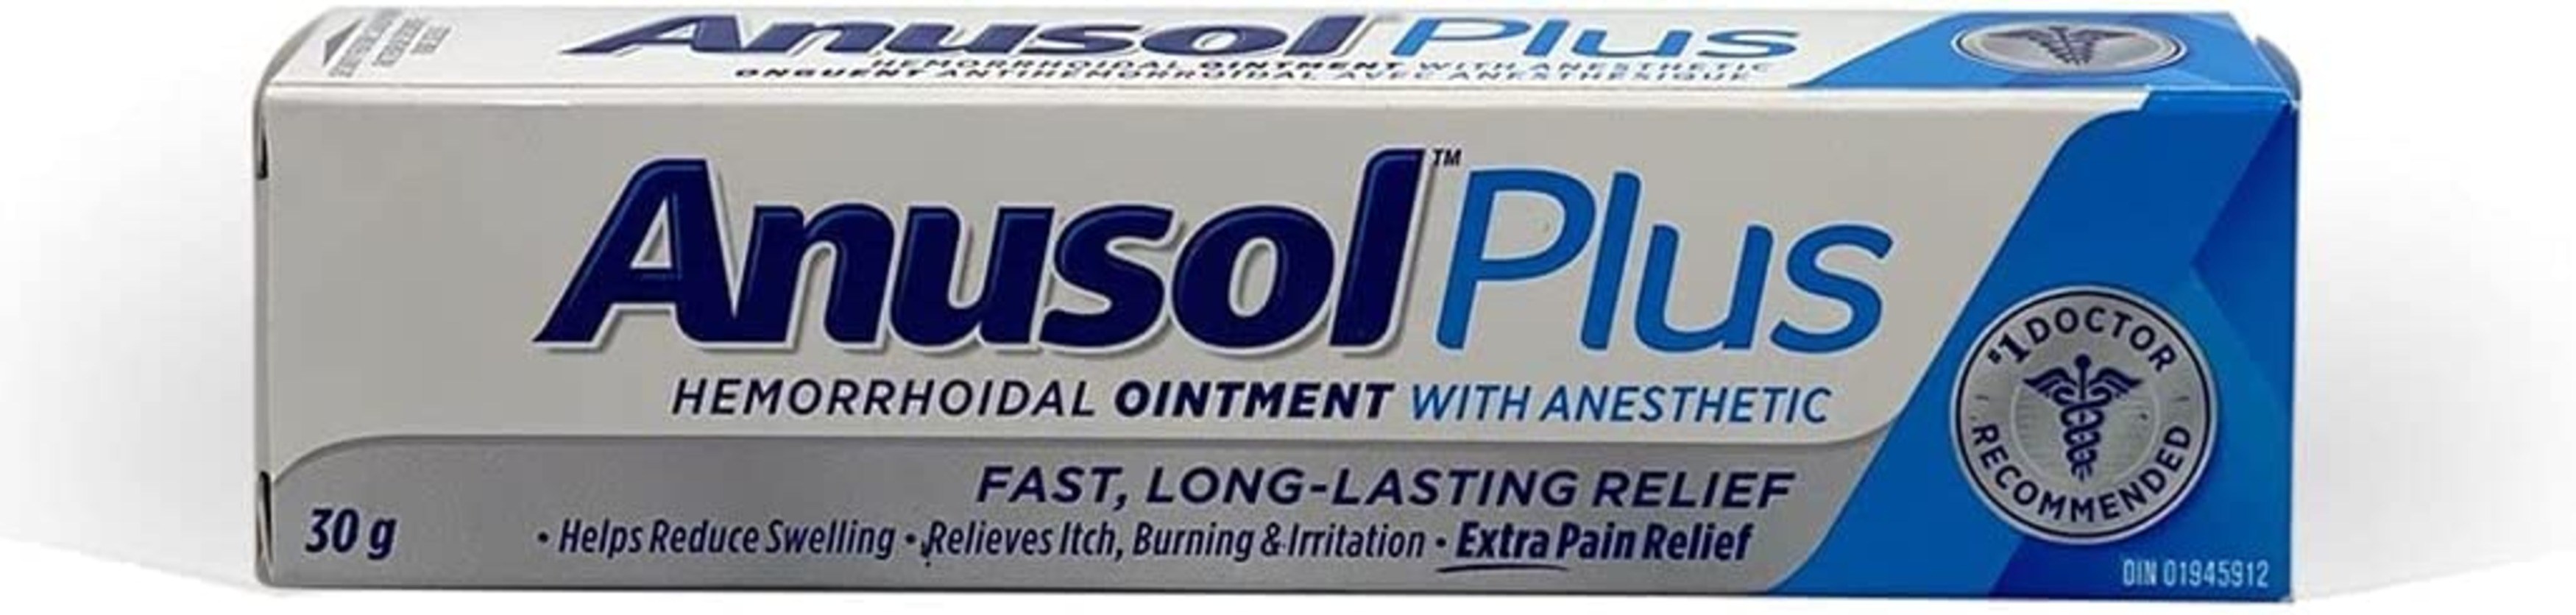 Anusol Plus
HEMORRHOIDAL OINTMENT WITH ANESTHETIC
ONGUENT ANTIHÉMORROÏDAL AVEC ANESTHÉSIQUE
Anusol™ Plus
HEMORRHOIDAL OINTMENT WITH ANESTHETIC
FAST, LONG-LASTING RELIEF
30 g
• Helps Reduce Swelling • Relieves Itch, Burning & Irritation • Extra Pain Relief
#1 DOCTOR
RECOMMENDED
DIN 01945912